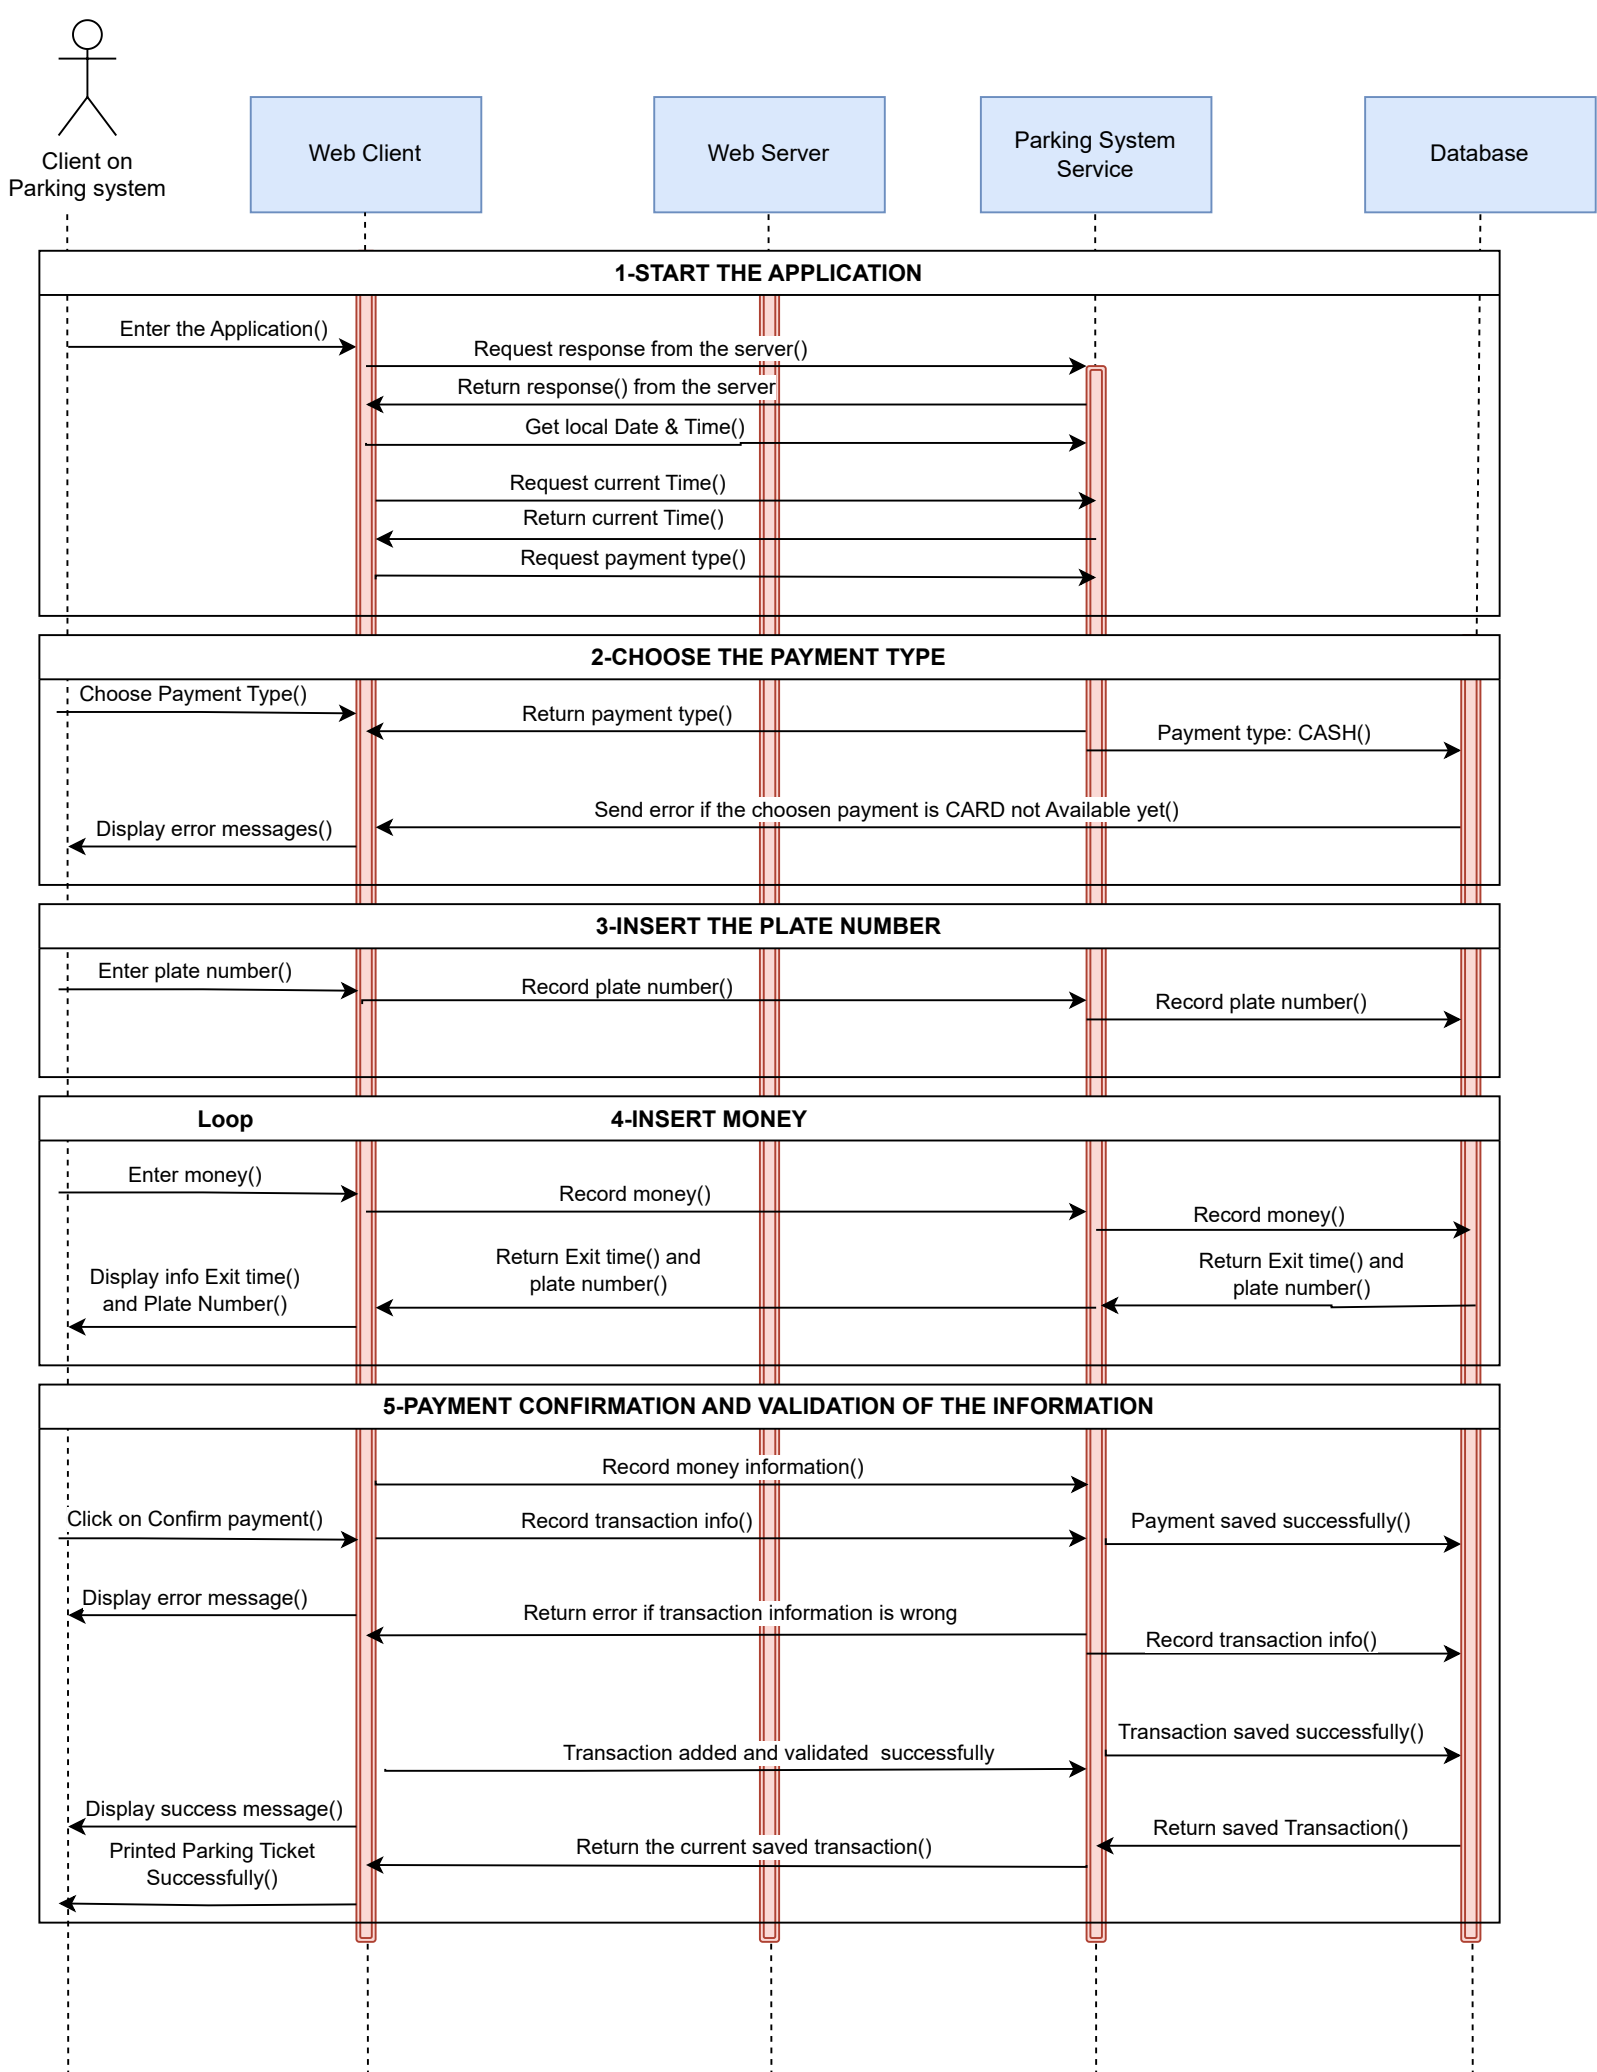 Client on
Parking system
Web Client
Web Server
Parking System
Service
Database
1-START THE APPLICATION
Enter the Application()
Request response from the server()
Return response() from the server
Get local Date & Time()
Request current Time()
Return current Time()
Request payment type()
2-CHOOSE THE PAYMENT TYPE
Choose Payment Type()
Return payment type()
Payment type: CASH()
Send error if the choosen payment is CARD not Available yet()
Display error messages()
3-INSERT THE PLATE NUMBER
Enter plate number()
Record plate number()
Record plate number()
Loop
4-INSERT MONEY
Enter money()
Record money()
Record money()
Return Exit time() and
plate number()
Return Exit time() and
plate number()
Display info Exit time()
and Plate Number()
5-PAYMENT CONFIRMATION AND VALIDATION OF THE INFORMATION
Record money information()
Click on Confirm payment()
Record transaction info()
Payment saved successfully()
Display error message()
Return error if transaction information is wrong
Record transaction info()
Transaction saved successfully()
Transaction added and validated  successfully
Display success message()
Return saved Transaction()
Return the current saved transaction()
Printed Parking Ticket
Successfully()